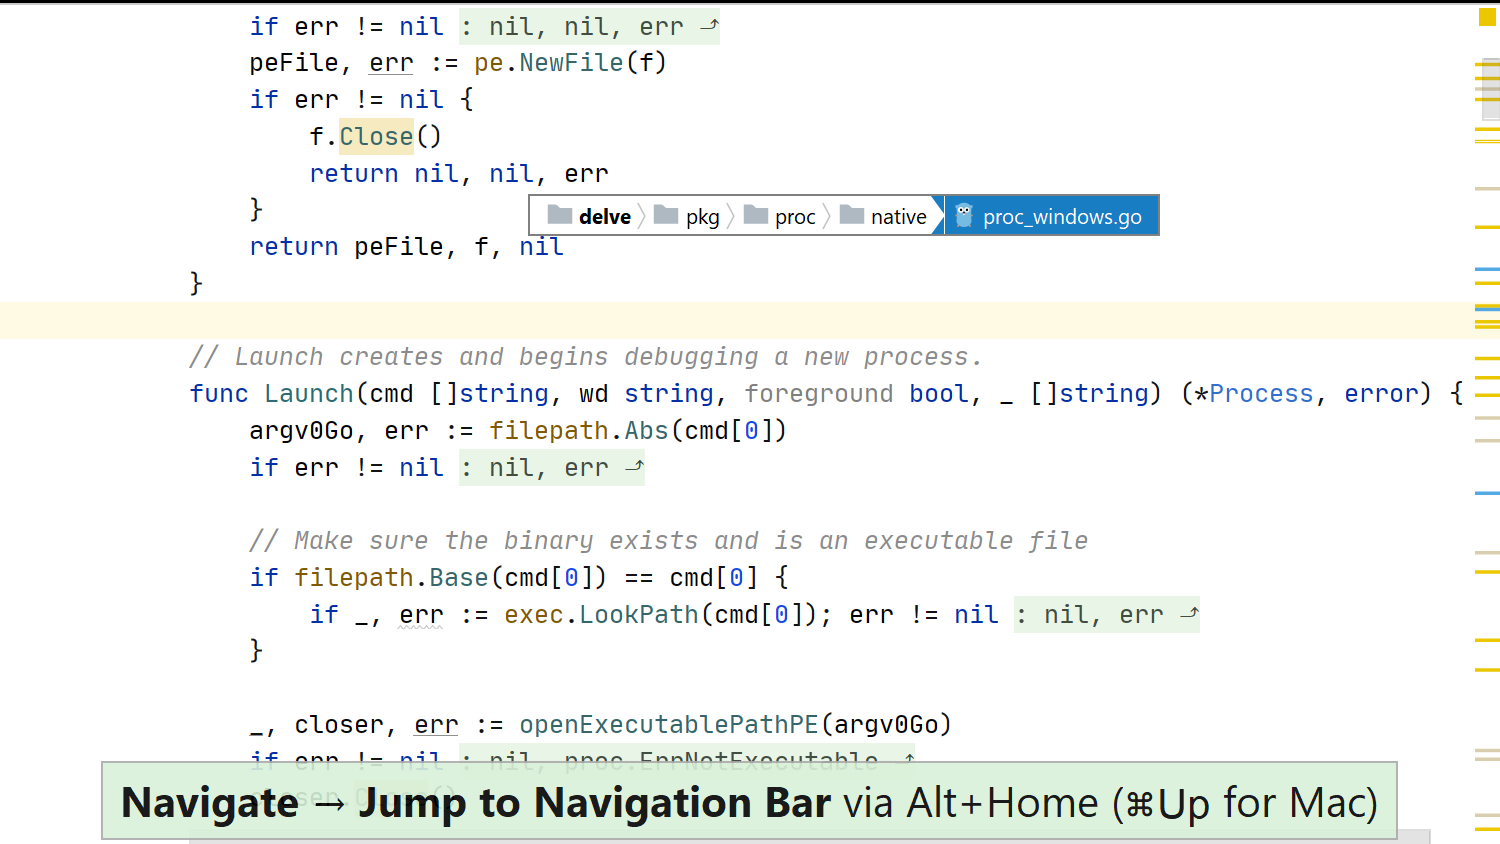 if err != nil : nil, nil, err ⤴
peFile, err := pe.NewFile(f)
if err != nil {
f.Close()
return nil, nil, err
}
delve pkg proc native proc_windows.go
return peFile, f, nil
}
// Launch creates and begins debugging a new process.
func Launch(cmd []string, wd string, foreground bool, _ []string) (*Process, error) {
argv0Go, err := filepath.Abs(cmd[0])
if err != nil : nil, err ⤴
// Make sure the binary exists and is an executable file
if filepath.Base(cmd[0]) == cmd[0] {
if _, err := exec.LookPath(cmd[0]); err != nil : nil, err ⤴
}
_, closer, err := openExecutablePathPE(argv0Go)
if err != nil : nil, proc.ErrNotExecutable ⤴
closer.Close()
Navigate → Jump to Navigation Bar via Alt+Home (⌘Up for Mac)